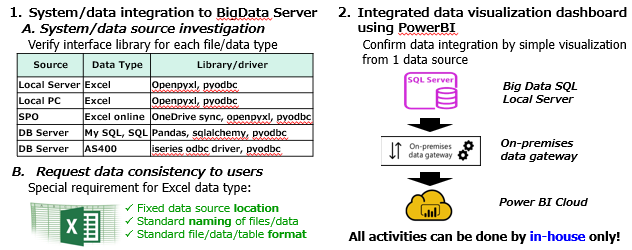 1. System/data integration to BigData Server
A. System/data source investigation
Verify interface library for each file/data type
Source Data Type Library/driver
Local Server Excel Openpyxl, pyodbc
Local PC Excel Openpyxl, pyodbc
SPO Excel online OneDrive sync, openpyxl, pyodbc
DB Server My SQL, SQL Pandas, sqlalchemy, pyodbc
DB Server AS400 iseries odbc driver, pyodbc
B. Request data consistency to users
Special requirement for Excel data type:
X
✓ Fixed data source location
✓ Standard naming of files/data
✓ Standard file/data/table format
2. Integrated data visualization dashboard
using PowerBI
Confirm data integration by simple visualization
from 1 data source
SQL Server
Big Data SQL
Local Server
On-premises
data gateway
On-premises
data gateway
Power BI Cloud
All activities can be done by in-house only!